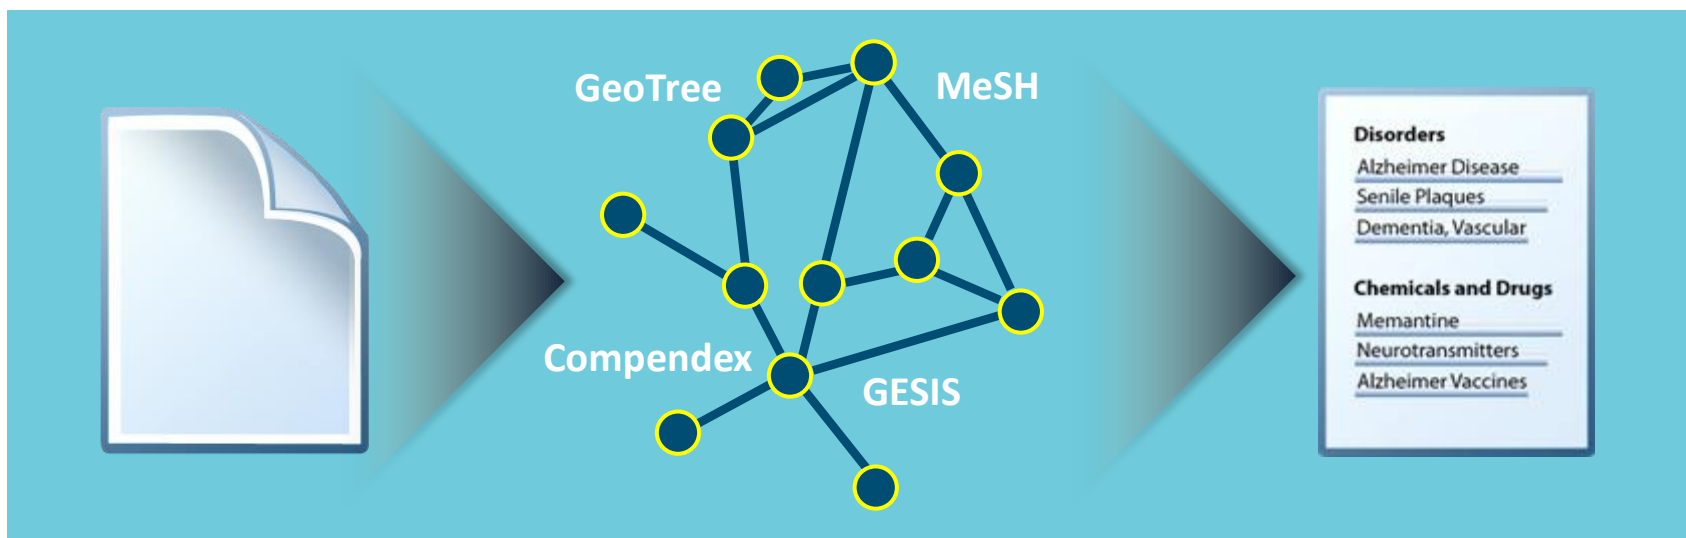 GeoTree
MeSH
Compendex
GESIS
Disorders
Alzheimer Disease
Senile Plaques
Dementia, Vascular
Chemicals and Drugs
Memantine
Neurotransmitters
Alzheimer Vaccines